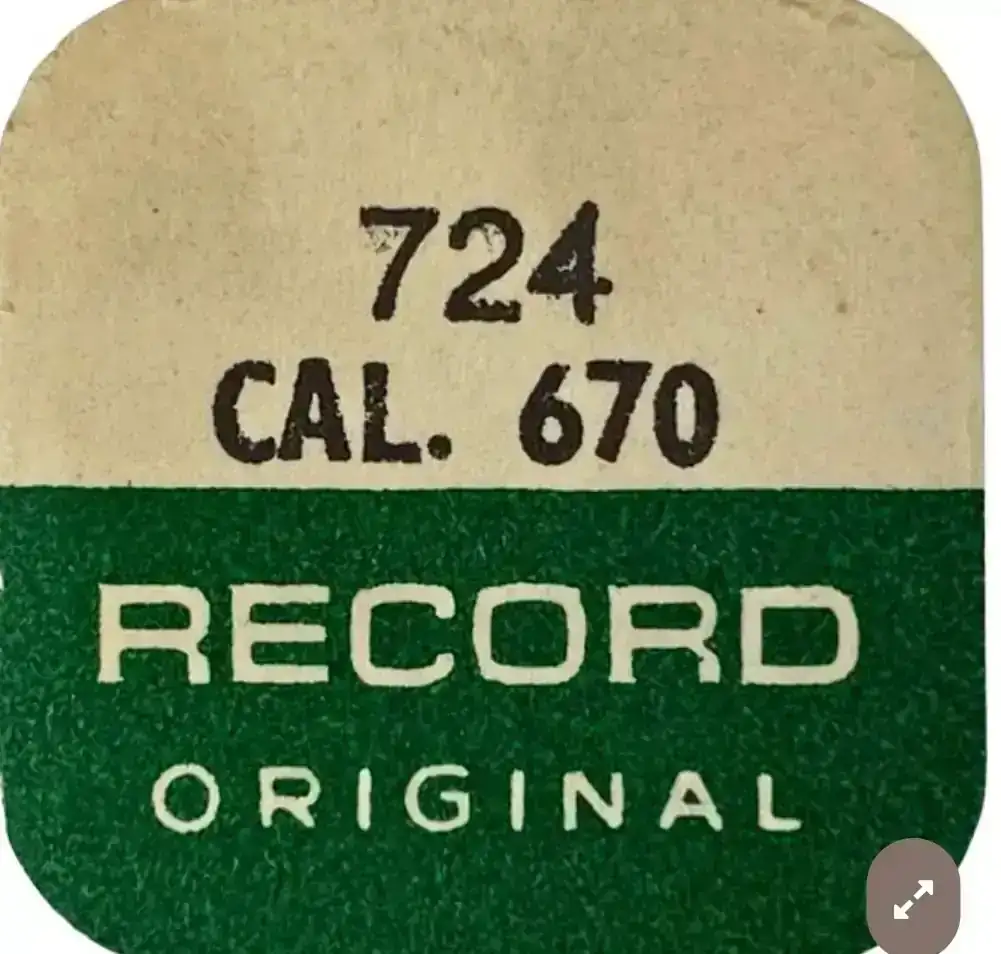 724
CAL. 670
RECORD
ORIGINAL